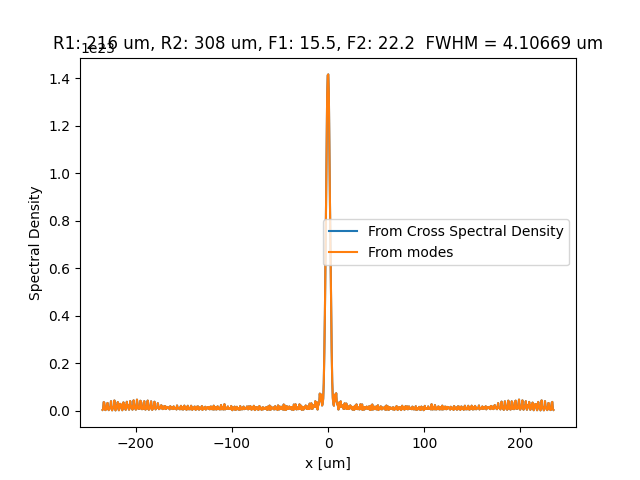 R1: 216 um, R2: 308 um, F1: 15.5, F2: 22.2  FWHM = 4.10669 um
1e23
1.4
1.2
1.0
0.8
0.6
0.4
0.2
0.0
Spectral Density
From Cross Spectral Density
From modes
−200
−100
0
100
200
x [um]